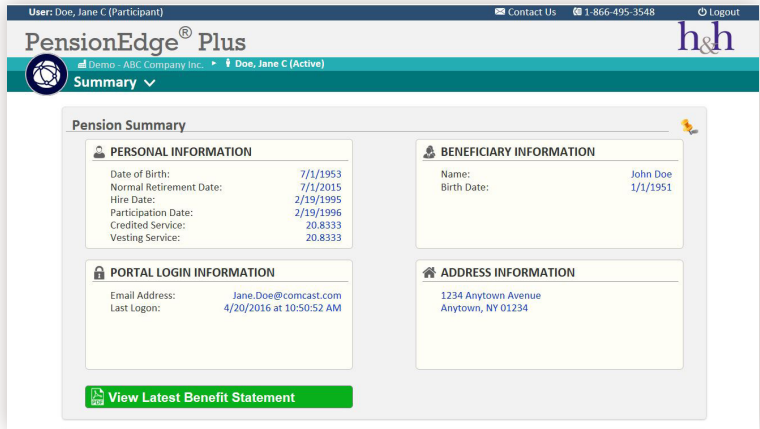 User: Doe, Jane C (Participant) Contact Us 1-866-495-3548 Logout
PensionEdge® Plus h&h
Demo - ABC Company Inc. Doe, Jane C (Active)
Summary
Pension Summary
PERSONAL INFORMATION
Date of Birth: 7/1/1953
Normal Retirement Date: 7/1/2015
Hire Date: 2/19/1995
Participation Date: 2/19/1996
Credited Service: 20.8333
Vesting Service: 20.8333
BENEFICIARY INFORMATION
Name: John Doe
Birth Date: 1/1/1951
PORTAL LOGIN INFORMATION
Email Address: Jane.Doe@comcast.com
Last Logon: 4/20/2016 at 10:50:52 AM
ADDRESS INFORMATION
1234 Anytown Avenue
Anytown, NY 01234
View Latest Benefit Statement